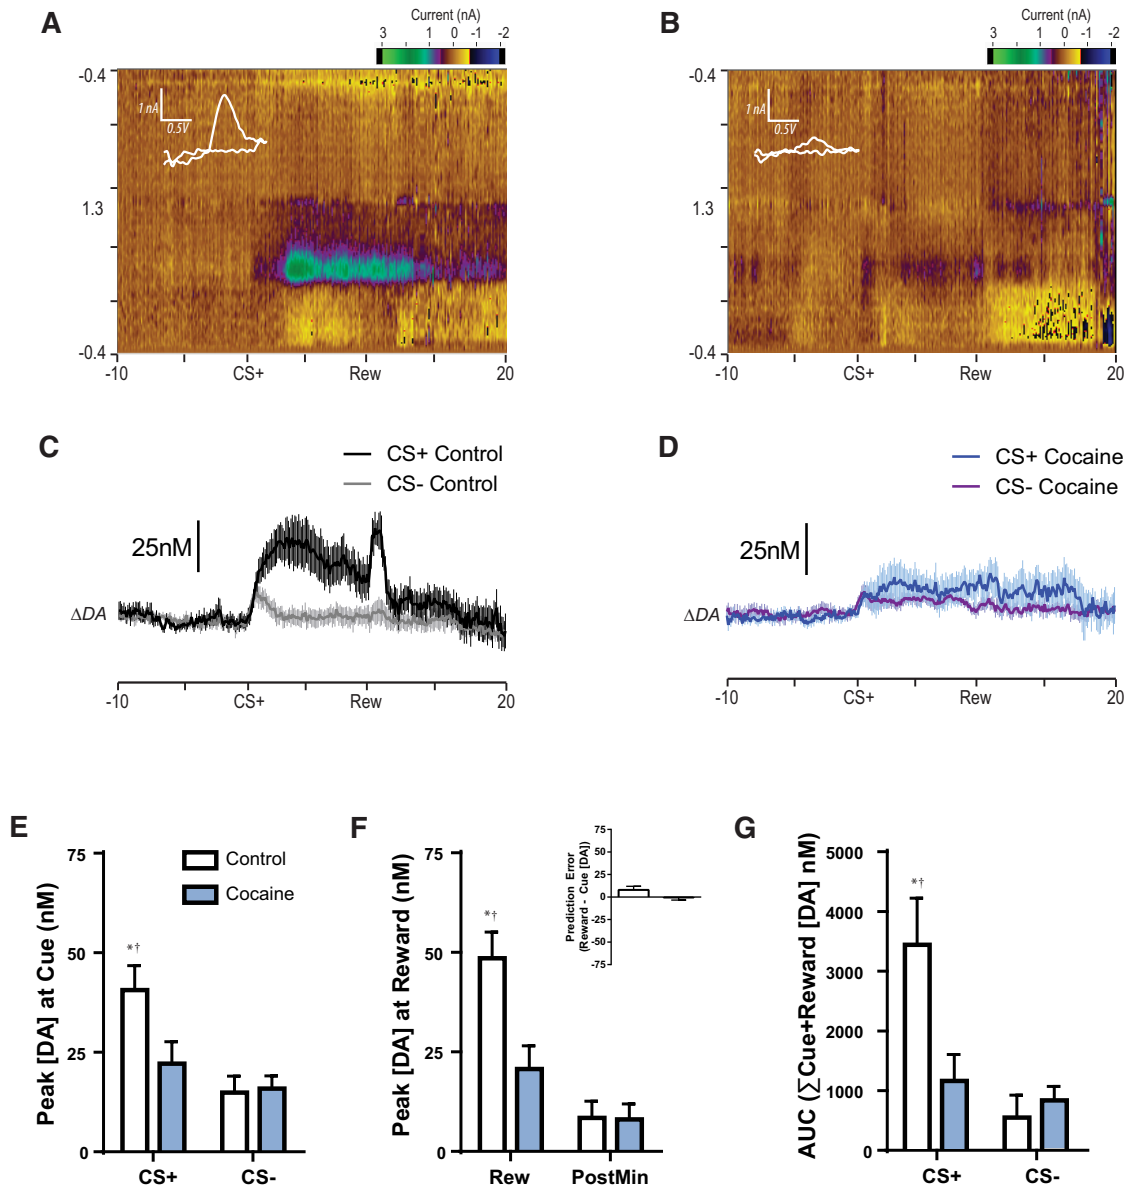 A
Current (nA)
3 1 0 -1 -2
-0.4
1.3
-0.4
1 nA
0.5V
-10 CS+ Rew 20
B
Current (nA)
3 1 0 -1 -2
-0.4
1.3
-0.4
1 nA
0.5V
-10 CS+ Rew 20
C
CS+ Control
CS- Control
25nM
ΔDA
-10 CS+ Rew 20
D
CS+ Cocaine
CS- Cocaine
25nM
ΔDA
-10 CS+ Rew 20
E
Peak [DA] at Cue (nM)
75
50
25
0
Control
Cocaine
*†
CS+ CS-
F
Peak [DA] at Reward (nM)
75
50
25
0
*†
Rew PostMin
Prediction Error
(Reward - Cue [DA])
75
50
25
0
-25
-50
-75
G
AUC (∑Cue+Reward [DA] nM)
5000
4000
3000
2000
1000
0
*†
CS+ CS-